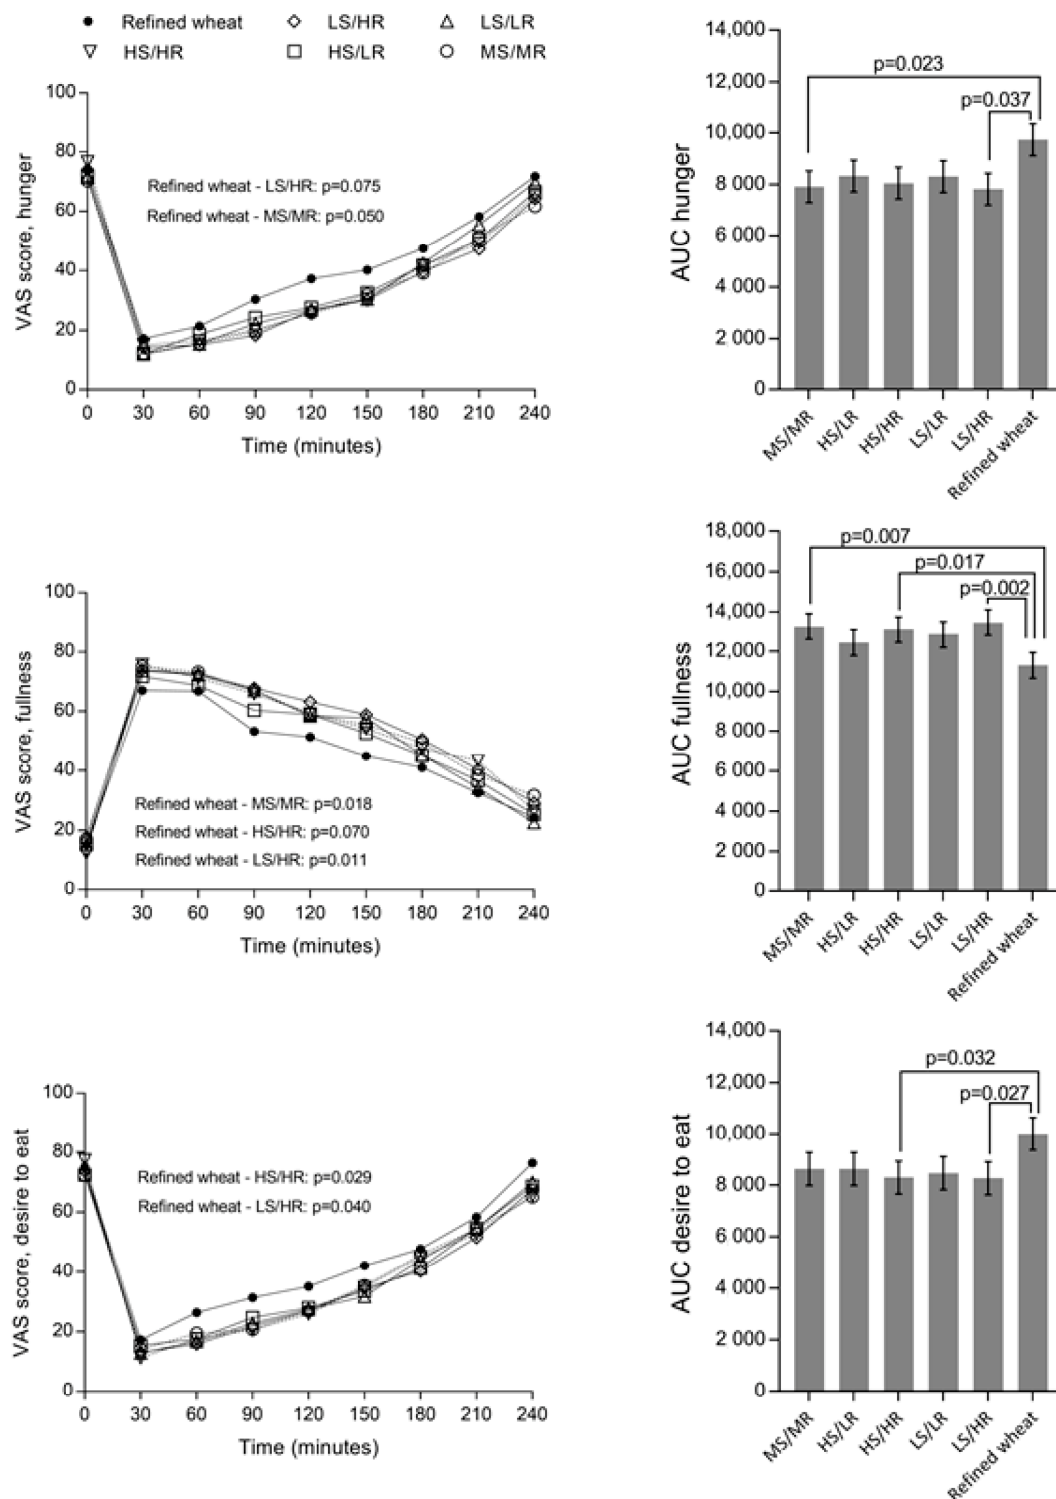 Refined wheat LS/HR LS/LR
HS/HR HS/LR MS/MR
VAS score, hunger
100
80
60
40
20
0
Refined wheat - LS/HR: p=0.075
Refined wheat - MS/MR: p=0.050
0 30 60 90 120 150 180 210 240
Time (minutes)
AUC hunger
14,000
12,000
10,000
8 000
6 000
4 000
2 000
0
p=0.023
p=0.037
MS/MR HS/LR HS/HR LS/LR LS/HR Refined wheat
VAS score, fullness
100
80
60
40
20
0
Refined wheat - MS/MR: p=0.018
Refined wheat - HS/HR: p=0.070
Refined wheat - LS/HR: p=0.011
0 30 60 90 120 150 180 210 240
Time (minutes)
AUC fullness
18,000
16,000
14,000
12,000
10,000
8 000
6 000
4 000
2 000
0
p=0.007
p=0.017
p=0.002
MS/MR HS/LR HS/HR LS/LR LS/HR Refined wheat
VAS score, desire to eat
100
80
60
40
20
0
Refined wheat - HS/HR: p=0.029
Refined wheat - LS/HR: p=0.040
0 30 60 90 120 150 180 210 240
Time (minutes)
AUC desire to eat
14,000
12,000
10,000
8 000
6 000
4 000
2 000
0
p=0.032
p=0.027
MS/MR HS/LR HS/HR LS/LR LS/HR Refined wheat